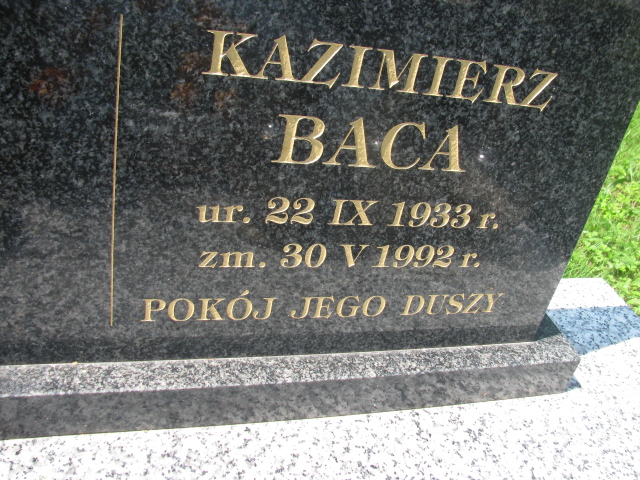 KAZIMIERZ
BACA
ur. 22 IX 1933 r.
zm. 30 V 1992 r.
POKÓJ JEGO DUSZY